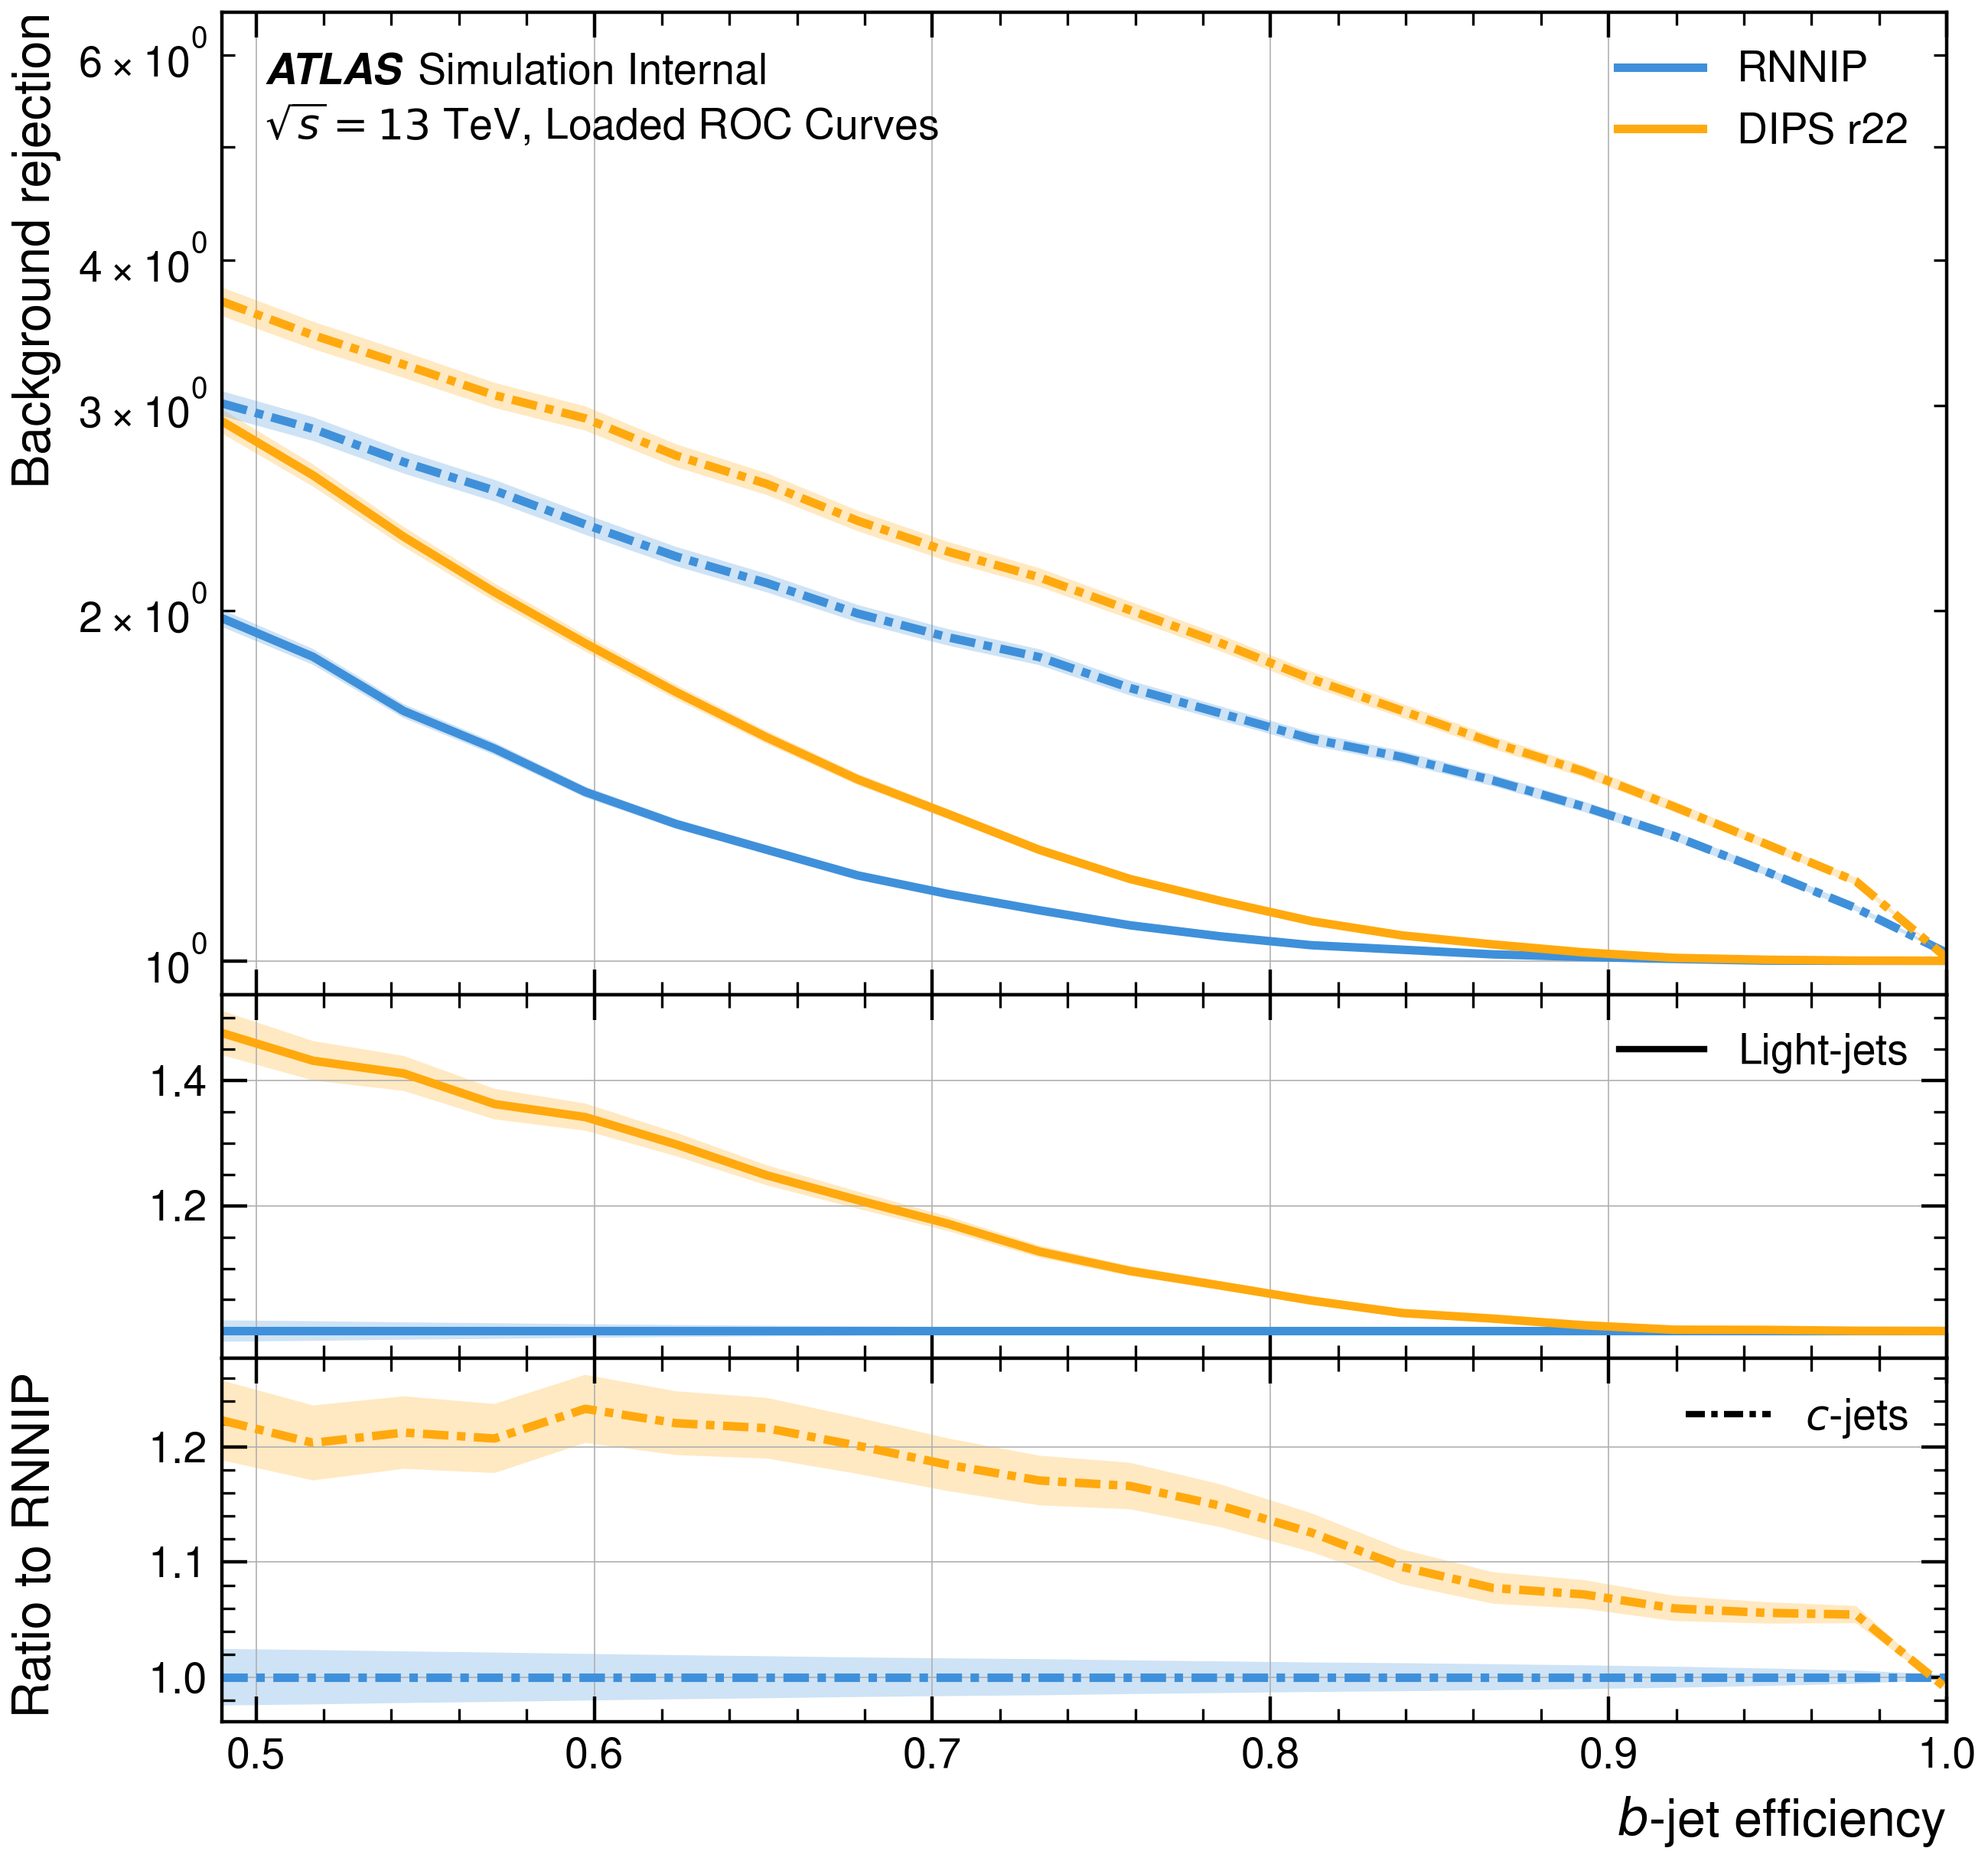 Background rejection
6 × 10⁰
4 × 10⁰
3 × 10⁰
2 × 10⁰
10⁰
ATLAS Simulation Internal
√s = 13 TeV, Loaded ROC Curves
RNNIP
DIPS r22
1.4
1.2
Light-jets
Ratio to RNNIP
1.2
1.1
1.0
c-jets
0.5 0.6 0.7 0.8 0.9 1.0
b-jet efficiency